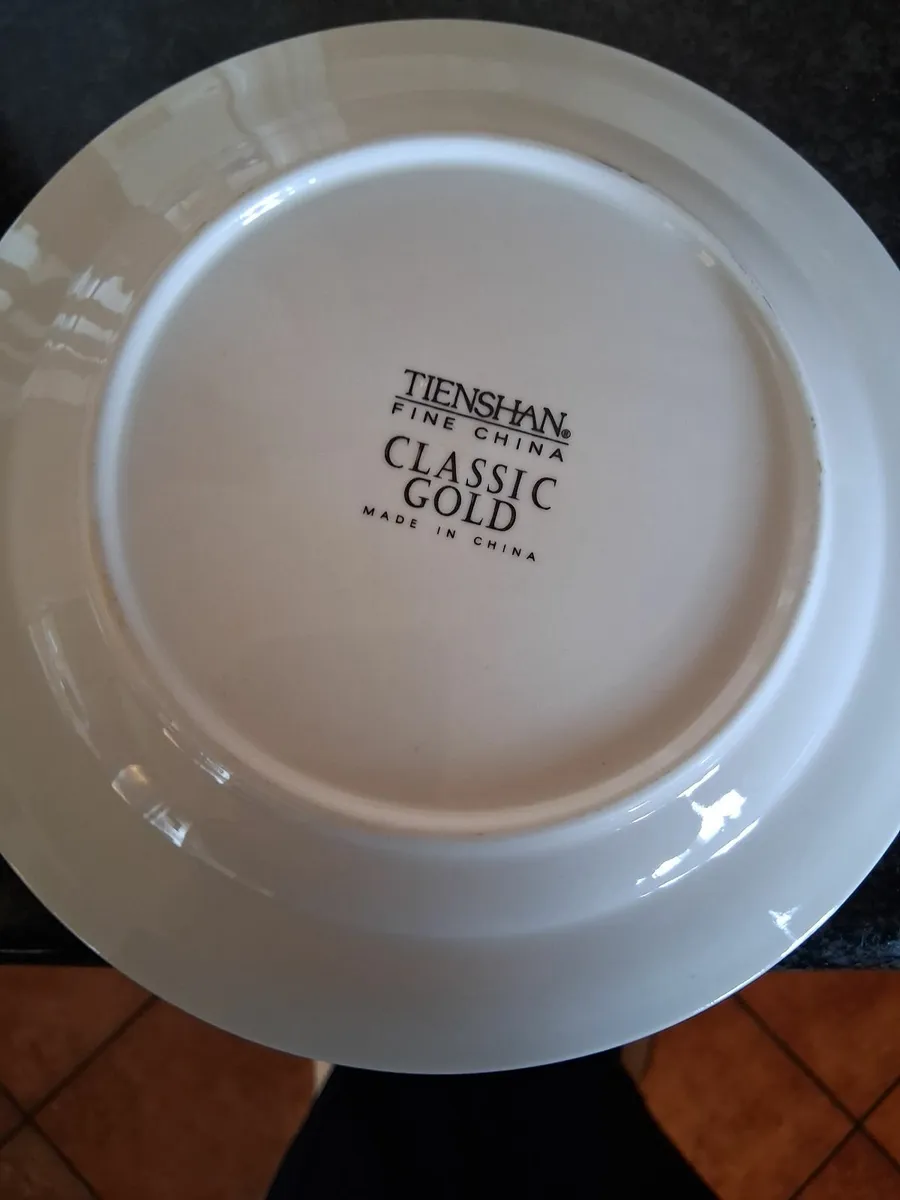 TIENSHAN®
FINE CHINA
CLASSIC
GOLD
MADE IN CHINA